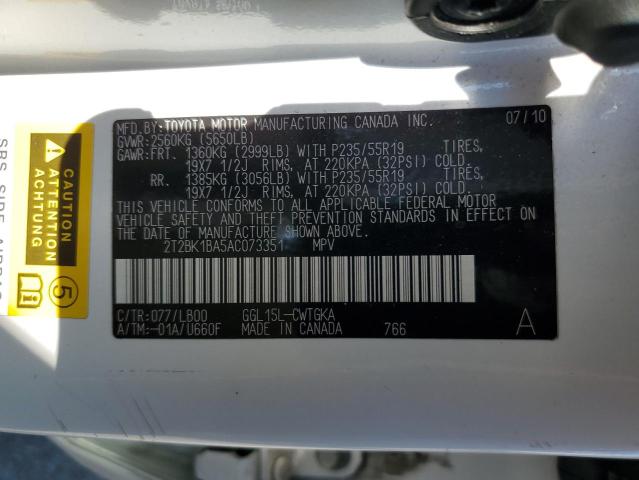 MFD.BY:TOYOTA MOTOR MANUFACTURING CANADA INC. 07/10
GVWR:2560KG (5650LB)
GAWR:FRT. 1360KG (2999LB) WITH P235/55R19 TIRES,
19X7 1/2J RIMS, AT 220KPA (32PSI) COLD.
RR. 1385KG (3056LB) WITH P235/55R19 TIRES,
19X7 1/2J RIMS, AT 220KPA (32PSI) COLD.
THIS VEHICLE CONFORMS TO ALL APPLICABLE FEDERAL MOTOR
VEHICLE SAFETY AND THEFT PREVENTION STANDARDS IN EFFECT ON
THE DATE OF MANUFACTURE SHOWN ABOVE.
2T2BK1BA5AC073351 MPV
C/TR:077/LB00 GGL15L-CWTGKA
A/TM:-01A/U660F MADE IN CANADA 766 A
CAUTION
ACHTUNG
ATTENTION
5
SRS SIDE AIRBAG